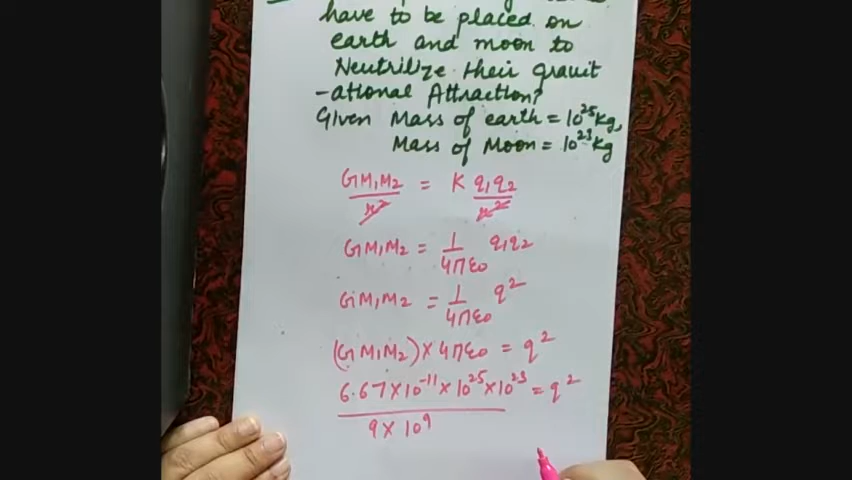 have to be placed on
earth and moon to
Neutrilize their gravit
-ational Attraction?
Given Mass of earth = 10²⁵ Kg,
Mass of Moon = 10²³ Kg
GM₁M₂/r² = K q₁q₂/r²
GM₁M₂ = 1/4πε₀ q₁q₂
GM₁M₂ = 1/4πε₀ q²
(GM₁M₂) × 4πε₀ = q²
6.67 × 10⁻¹¹ × 10²⁵ × 10²³ = q²
9 × 10⁹